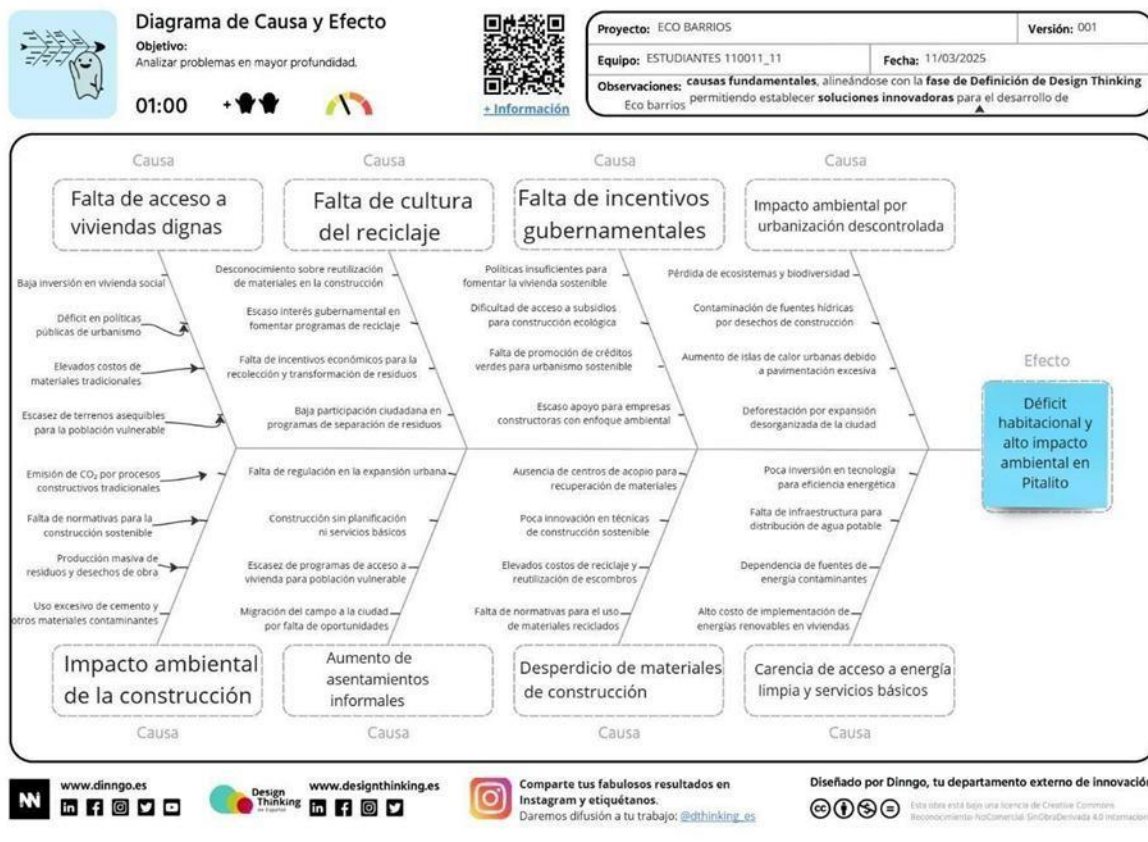 Diagrama de Causa y Efecto
Objetivo:
Analizar problemas en mayor profundidad.
01:00
+
+ Información
Proyecto: ECO BARRIOS
Versión: 001
Equipo: ESTUDIANTES 110011_11
Fecha: 11/03/2025
Observaciones: causas fundamentales, alineándose con la fase de Definición de Design Thinking
permitiendo establecer soluciones innovadoras para el desarrollo de
Eco barrios
Causa
Causa
Causa
Causa
Falta de acceso a
viviendas dignas
Falta de cultura
del reciclaje
Falta de incentivos
gubernamentales
Impacto ambiental por
urbanización descontrolada
Baja inversión en vivienda social
Déficit en políticas
públicas de urbanismo
Elevados costos de
materiales tradicionales
Escasez de terrenos asequibles
para la población vulnerable
Desconocimiento sobre reutilización
de materiales en la construcción
Escaso interés gubernamental en
fomentar programas de reciclaje
Falta de incentivos económicos para la
recolección y transformación de residuos
Baja participación ciudadana en
programas de separación de residuos
Políticas insuficientes para
fomentar la vivienda sostenible
Dificultad de acceso a subsidios
para construcción ecológica
Falta de promoción de créditos
verdes para urbanismo sostenible
Escaso apoyo para empresas
constructoras con enfoque ambiental
Pérdida de ecosistemas y biodiversidad
Contaminación de fuentes hídricas
por desechos de construcción
Aumento de islas de calor urbanas debido
a pavimentación excesiva
Deforestación por expansión
desorganizada de la ciudad
Efecto
Déficit
habitacional y
alto impacto
ambiental en
Pitalito
Emisión de CO₂ por procesos
constructivos tradicionales
Falta de normativas para la
construcción sostenible
Producción masiva de
residuos y desechos de obra
Uso excesivo de cemento y
otros materiales contaminantes
Falta de regulación en la expansión urbana
Construcción sin planificación
ni servicios básicos
Escasez de programas de acceso a
vivienda para población vulnerable
Migración del campo a la ciudad
por falta de oportunidades
Ausencia de centros de acopio para
recuperación de materiales
Poca innovación en técnicas
de construcción sostenible
Elevados costos de reciclaje y
reutilización de escombros
Falta de normativas para el uso
de materiales reciclados
Poca inversión en tecnología
para eficiencia energética
Falta de infraestructura para
distribución de agua potable
Dependencia de fuentes de
energía contaminantes
Alto costo de implementación de
energías renovables en viviendas
Impacto ambiental
de la construcción
Aumento de
asentamientos
informales
Desperdicio de materiales
de construcción
Carencia de acceso a energía
limpia y servicios básicos
Causa
Causa
Causa
Causa
www.dinngo.es
Design
Thinking
en Español
www.designthinking.es
Comparte tus fabulosos resultados en
Instagram y etiquétanos.
Daremos difusión a tu trabajo: @dthinking_es
Diseñado por Dinngo, tu departamento externo de innovación
Esta obra está bajo una licencia de Creative Commons
Reconocimiento-NoComercial-SinObraDerivada 4.0 Internacional